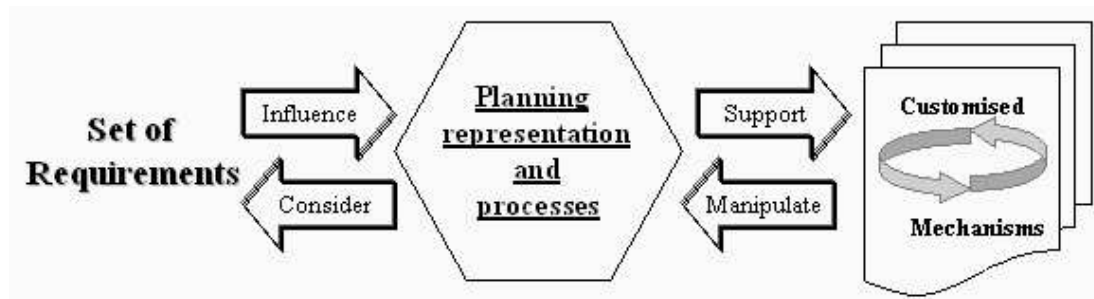 Set of
Requirements
Influence
Consider
Planning
representation
and
processes
Support
Manipulate
Customised
Mechanisms